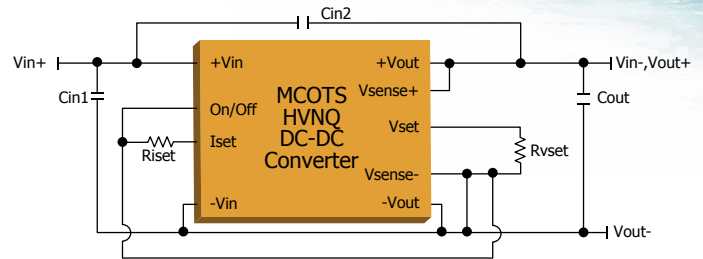 Cin2
Vin+
+Vin
+Vout
Vin-,Vout+
Cin1
MCOTS
HVNQ
DC-DC
Converter
Vsense+
Cout
On/Off
Iset
Vset
Riset
Rvset
Vsense-
-Vin
-Vout
Vout-